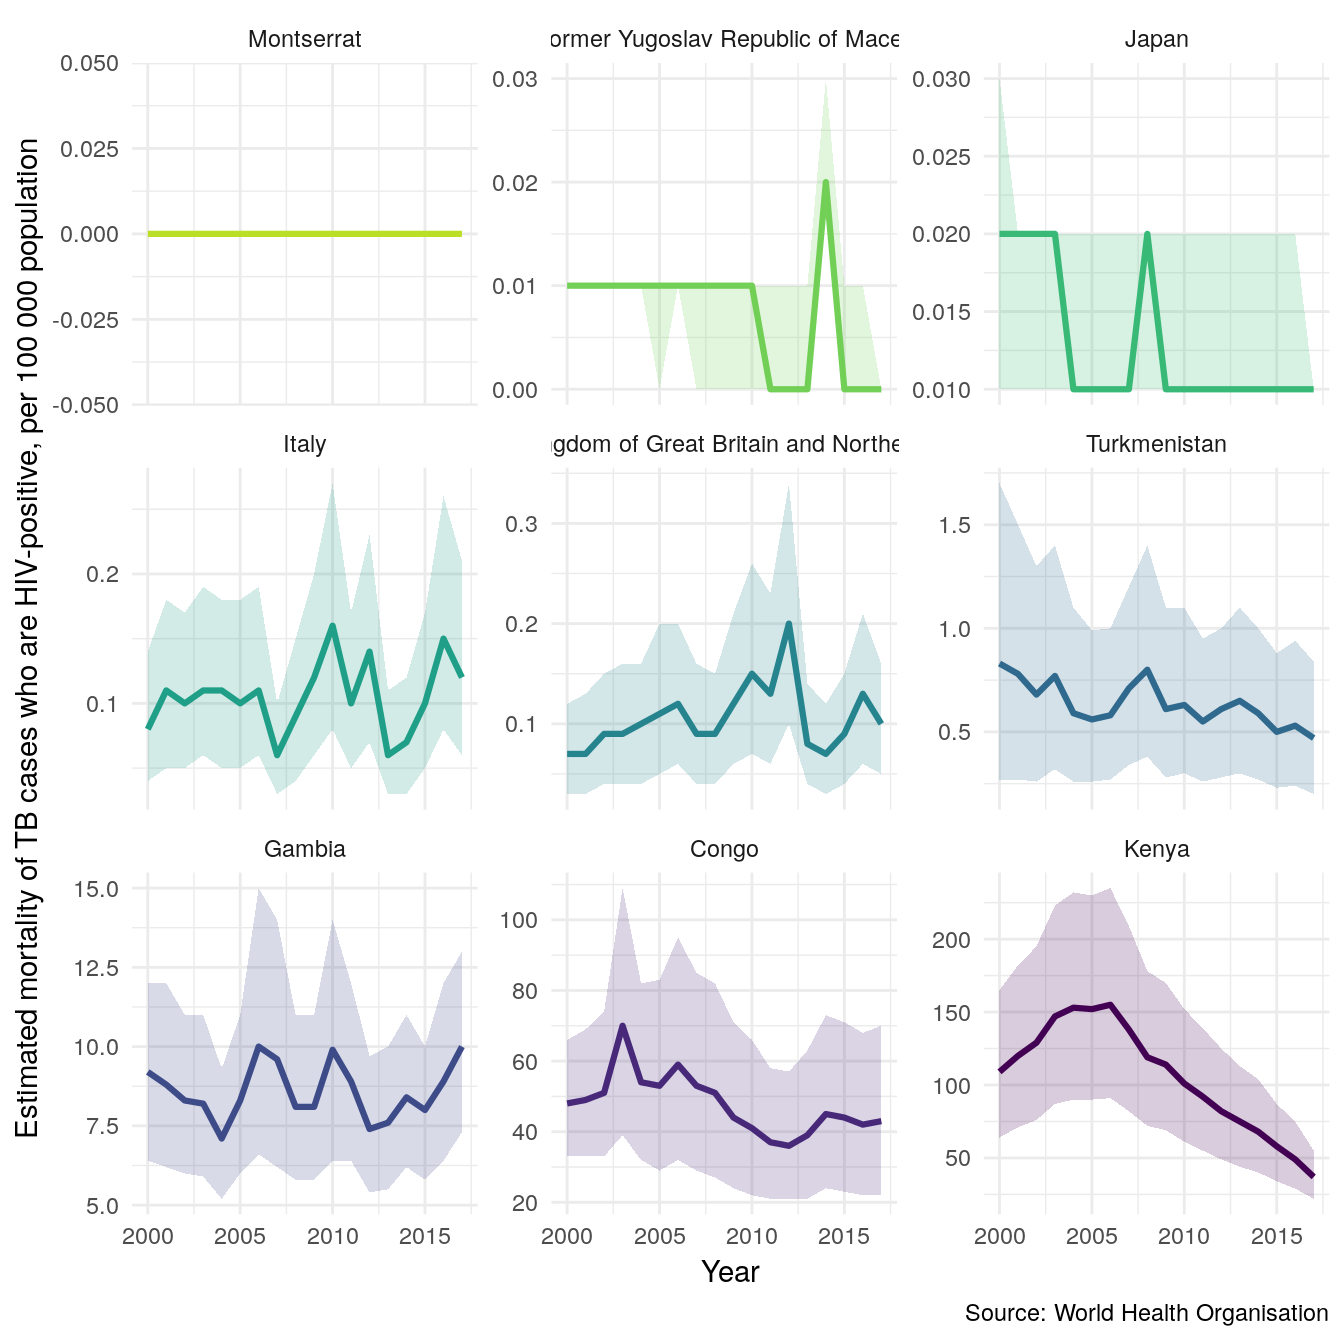 Montserrat
ormer Yugoslav Republic of Mace
Japan
0.050
0.025
0.000
-0.025
-0.050
0.03
0.02
0.01
0.00
0.030
0.025
0.020
0.015
0.010
Estimated mortality of TB cases who are HIV-positive, per 100 000 population
Italy
gdom of Great Britain and Northe
Turkmenistan
0.2
0.1
0.3
0.2
0.1
1.5
1.0
0.5
Gambia
Congo
Kenya
15.0
12.5
10.0
7.5
5.0
100
80
60
40
20
200
150
100
50
2000 2005 2010 2015
2000 2005 2010 2015
2000 2005 2010 2015
Year
Source: World Health Organisation